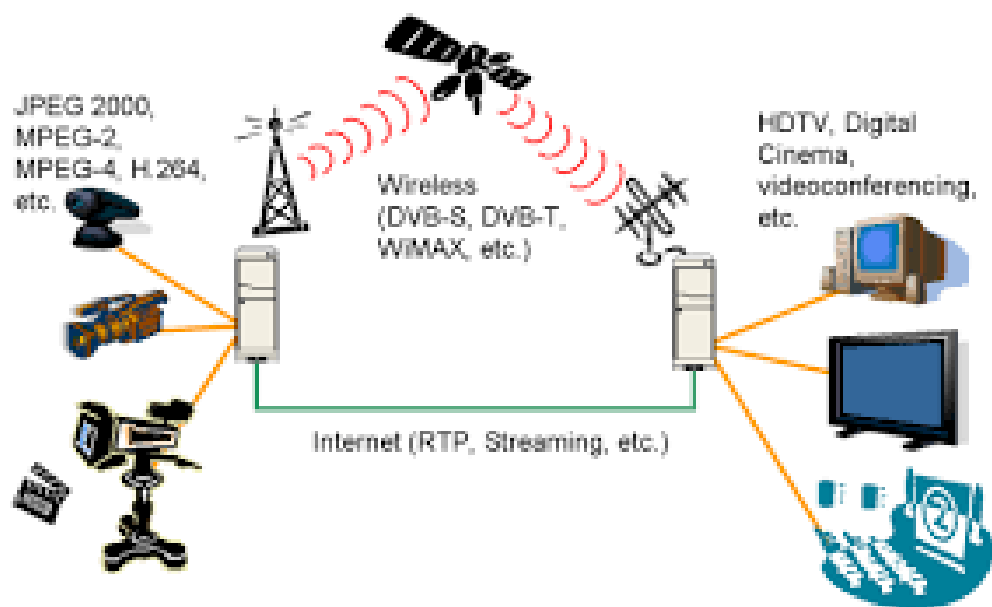 JPEG 2000,
MPEG-2,
MPEG-4, H.264,
etc.
Wireless
(DVB-S, DVB-T,
WiMAX, etc.)
HDTV, Digital
Cinema,
videoconferencing,
etc.
Internet (RTP, Streaming, etc.)
2